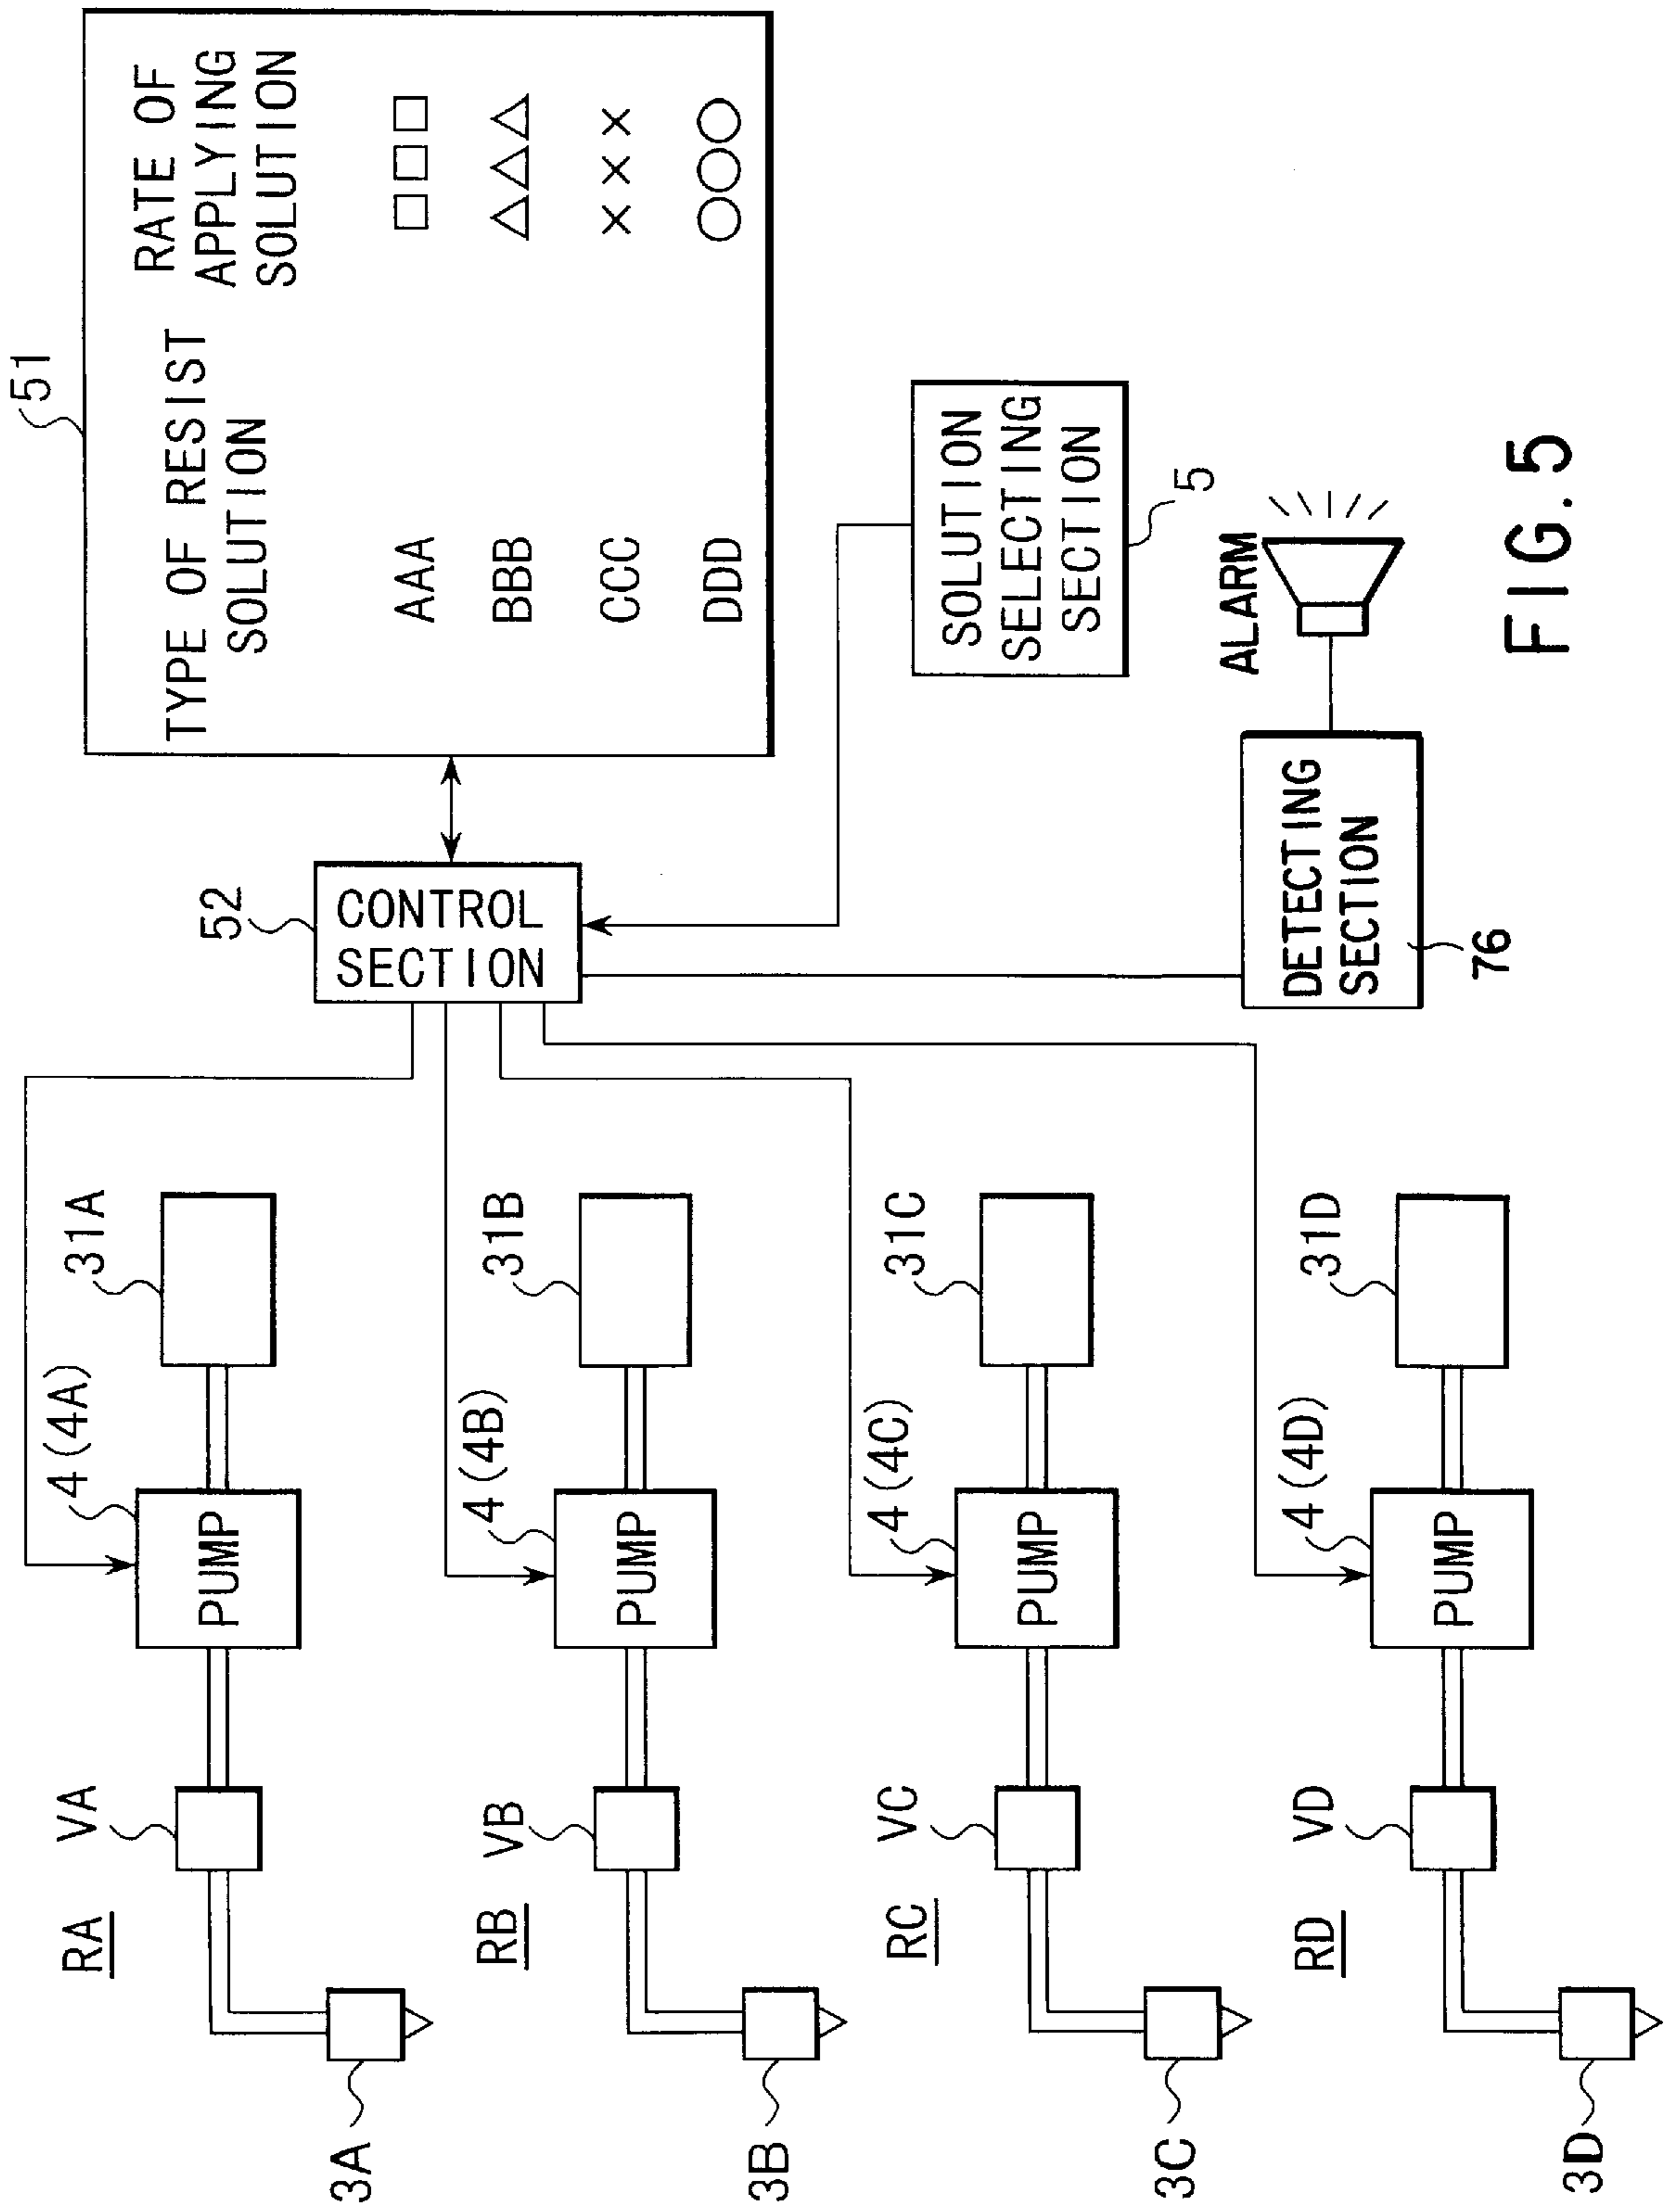 51
TYPE OF RESIST
SOLUTION
RATE OF
APPLYING
SOLUTION
AAA □□□
BBB △△△
CCC ×××
DDD ○○○
52
CONTROL
SECTION
SOLUTION
SELECTING
SECTION
5
ALARM
DETECTING
SECTION
76
RA
VA
4(4A)
31A
PUMP
3A
RB
VB
4(4B)
31B
PUMP
3B
RC
VC
4(4C)
31C
PUMP
3C
RD
VD
4(4D)
31D
PUMP
3D
FIG.5